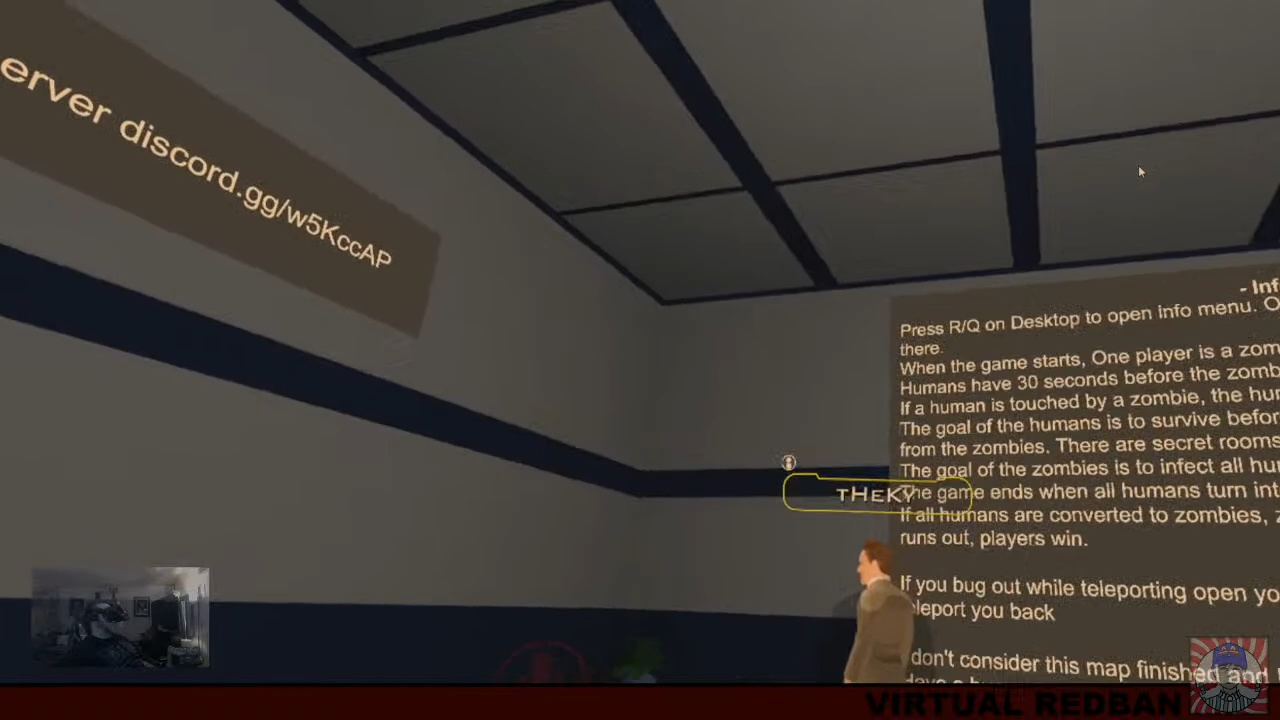 erver discord.gg/w5KccAP
- Inf
Press R/Q on Desktop to open info menu. O
there.
When the game starts, One player is a zom
Humans have 30 seconds before the zomb
If a human is touched by a zombie, the hu
The goal of the humans is to survive befor
from the zombies. There are secret rooms
The goal of the zombies is to infect all hu
The game ends when all humans turn int
If all humans are converted to zombies, z
runs out, players win.
If you bug out while teleporting open yo
eleport you back
don't consider this map finished and
THEKY
VIRTUAL REDBAN